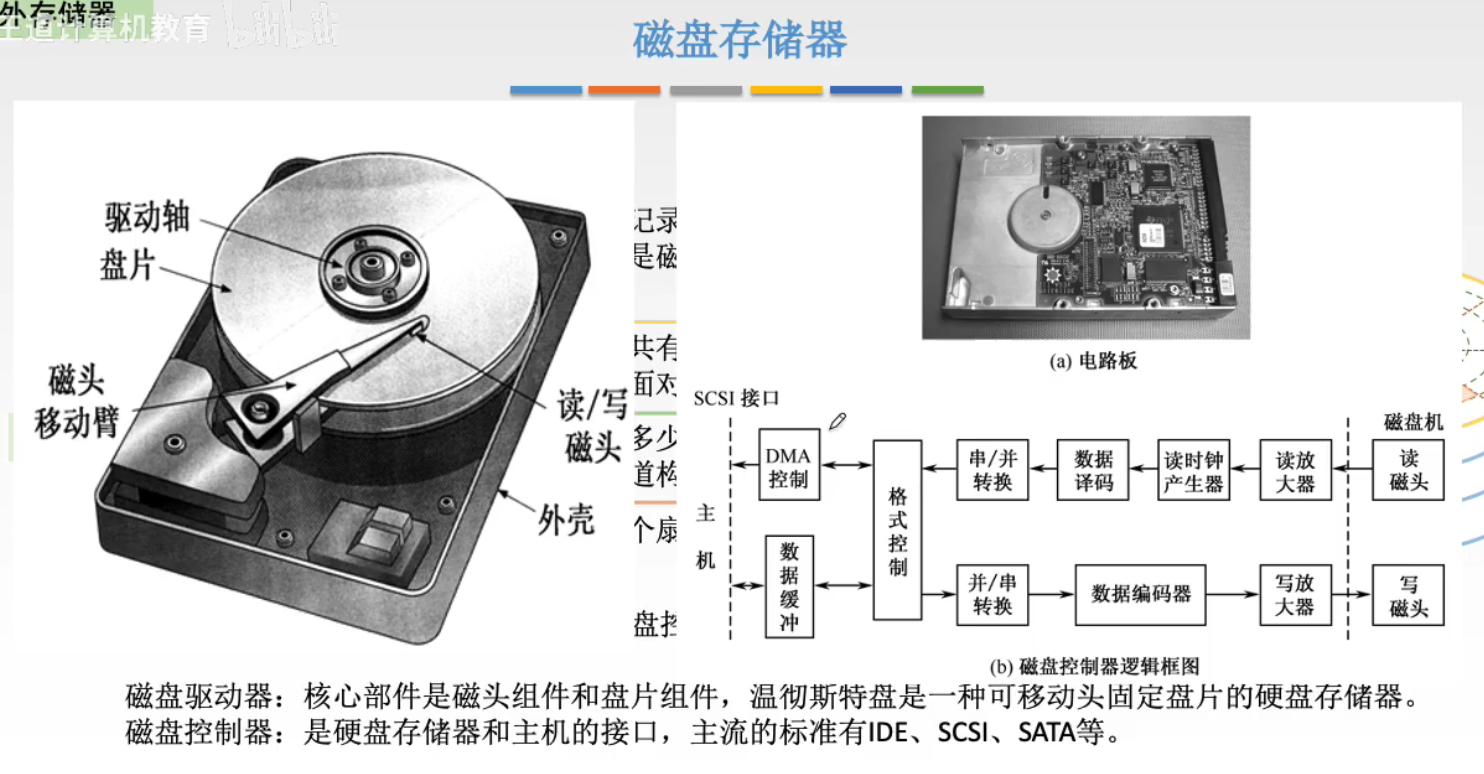 外存储器
王道计算机教育 bilibili
磁盘存储器
驱动轴
盘片
磁头
移动臂
读/写
磁头
外壳
记录
是磁
共有
面对
多少
道构
个扇
盘控
(a) 电路板
SCSI 接口
磁盘机
主
机
DMA
控制
数
据
缓
冲
格
式
控
制
串/并
转换
数据
译码
读时钟
产生器
读放
大器
读
磁头
并/串
转换
数据编码器
写放
大器
写
磁头
(b) 磁盘控制器逻辑框图
磁盘驱动器：核心部件是磁头组件和盘片组件，温彻斯特盘是一种可移动头固定盘片的硬盘存储器。
磁盘控制器：是硬盘存储器和主机的接口，主流的标准有IDE、SCSI、SATA等。